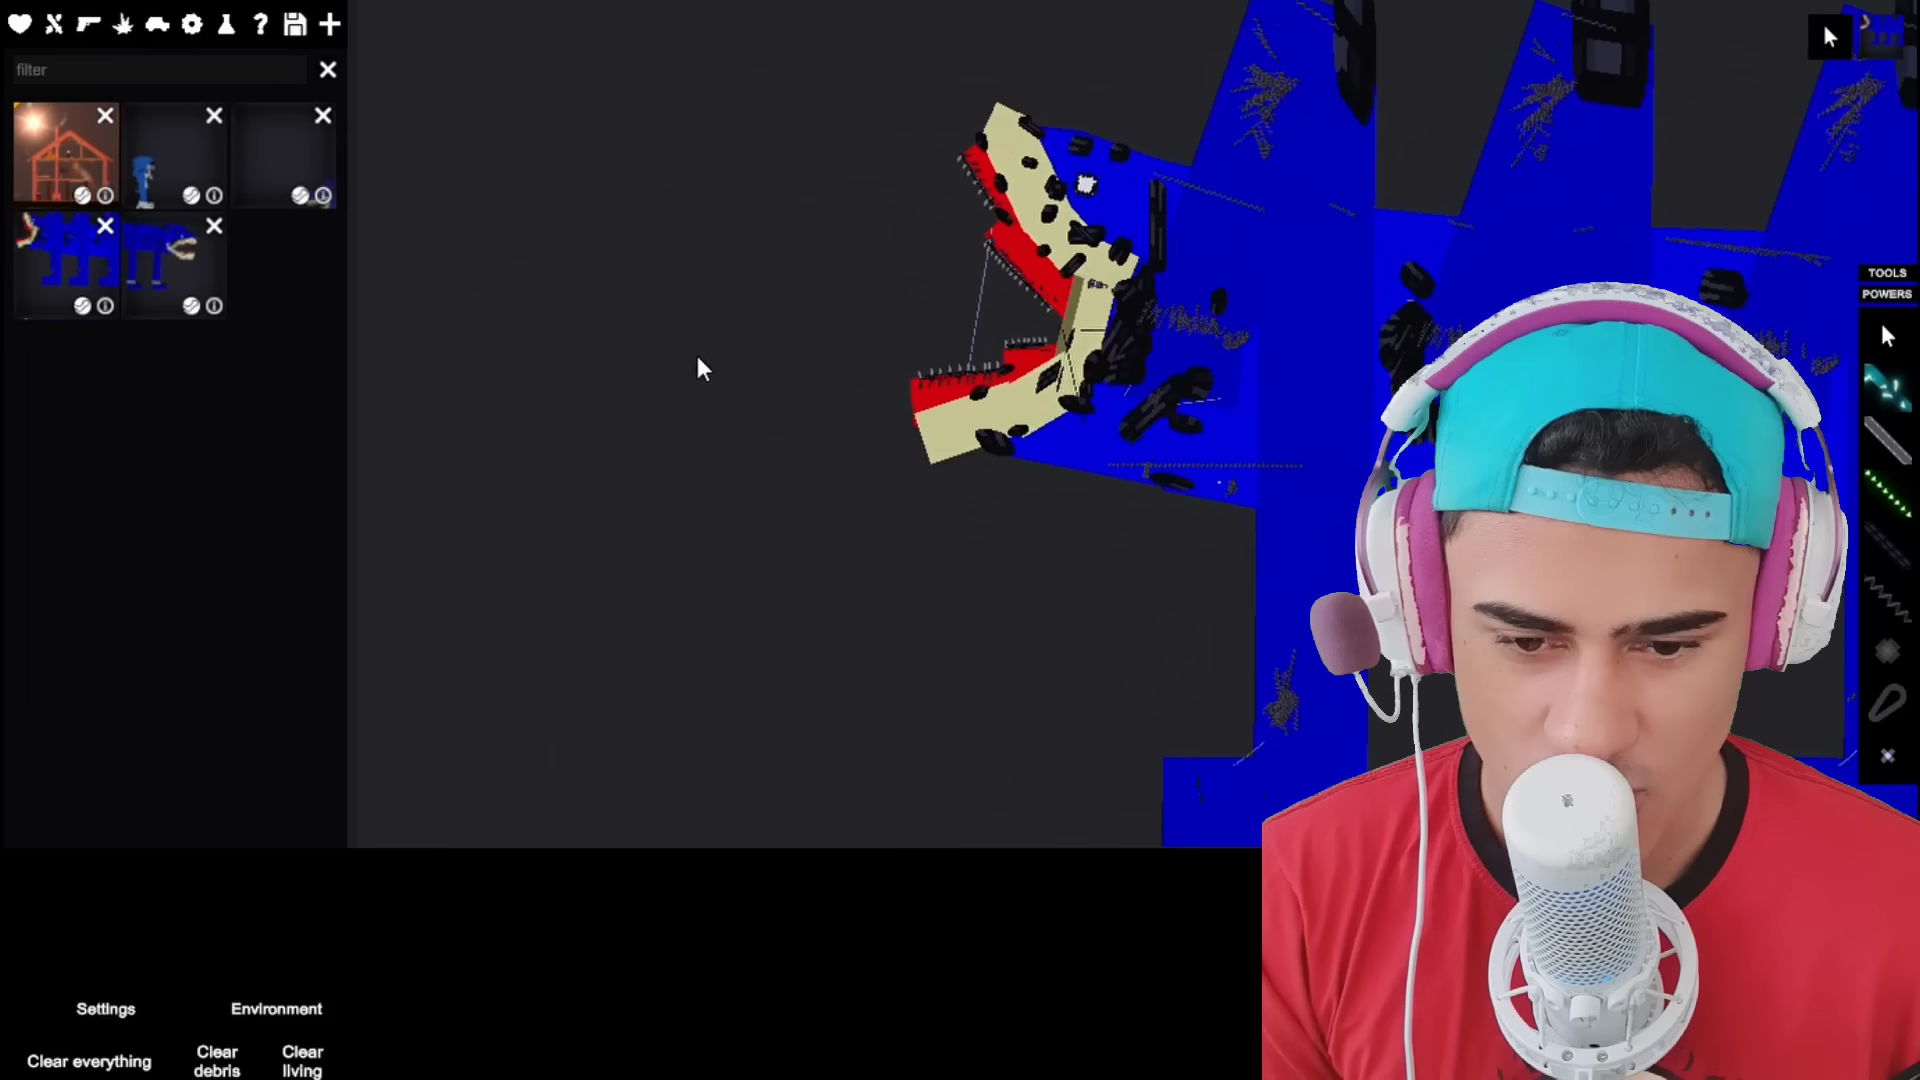 filter
TOOLS
POWERS
Settings
Environment
Clear everything
Clear
debris
Clear
living